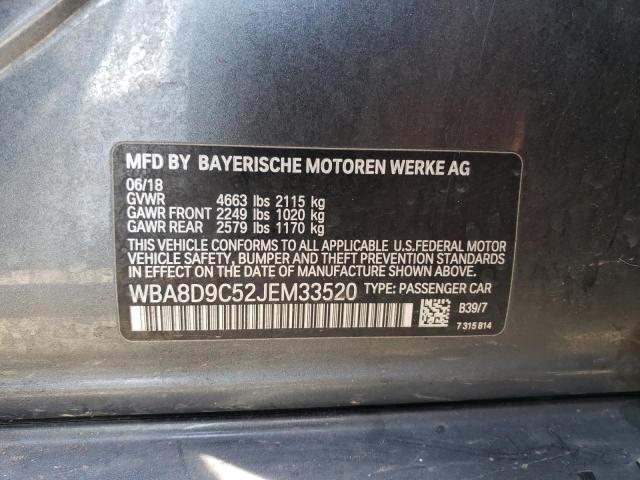 MFD BY BAYERISCHE MOTOREN WERKE AG
06/18
GVWR 4663 lbs 2115 kg
GAWR FRONT 2249 lbs 1020 kg
GAWR REAR 2579 lbs 1170 kg
THIS VEHICLE CONFORMS TO ALL APPLICABLE U.S.FEDERAL MOTOR
VEHICLE SAFETY, BUMPER, AND THEFT PREVENTION STANDARDS
IN EFFECT ON THE DATE OF MANUFACTURE SHOWN ABOVE.
WBA8D9C52JEM33520 TYPE: PASSENGER CAR
B39/7
7 315 814